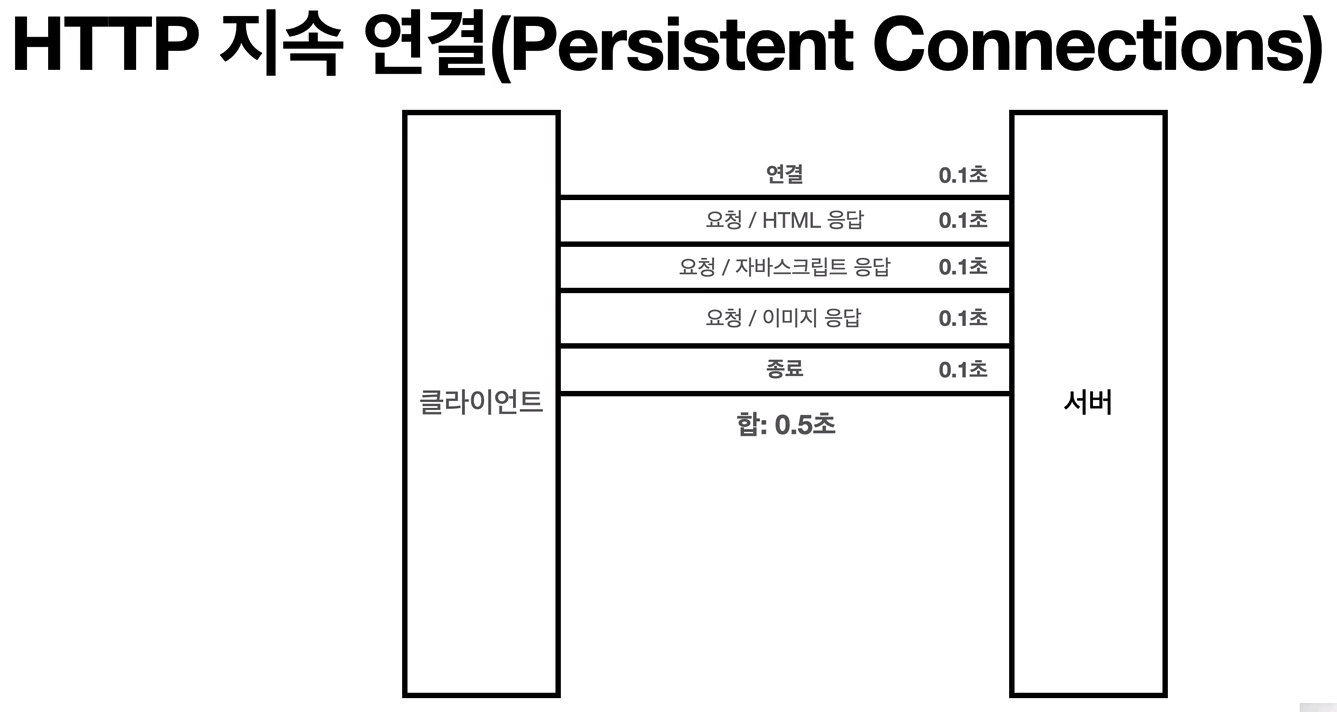 HTTP 지속 연결(Persistent Connections)
연결 0.1초
요청 / HTML 응답 0.1초
요청 / 자바스크립트 응답 0.1초
요청 / 이미지 응답 0.1초
종료 0.1초
클라이언트
서버
합: 0.5초